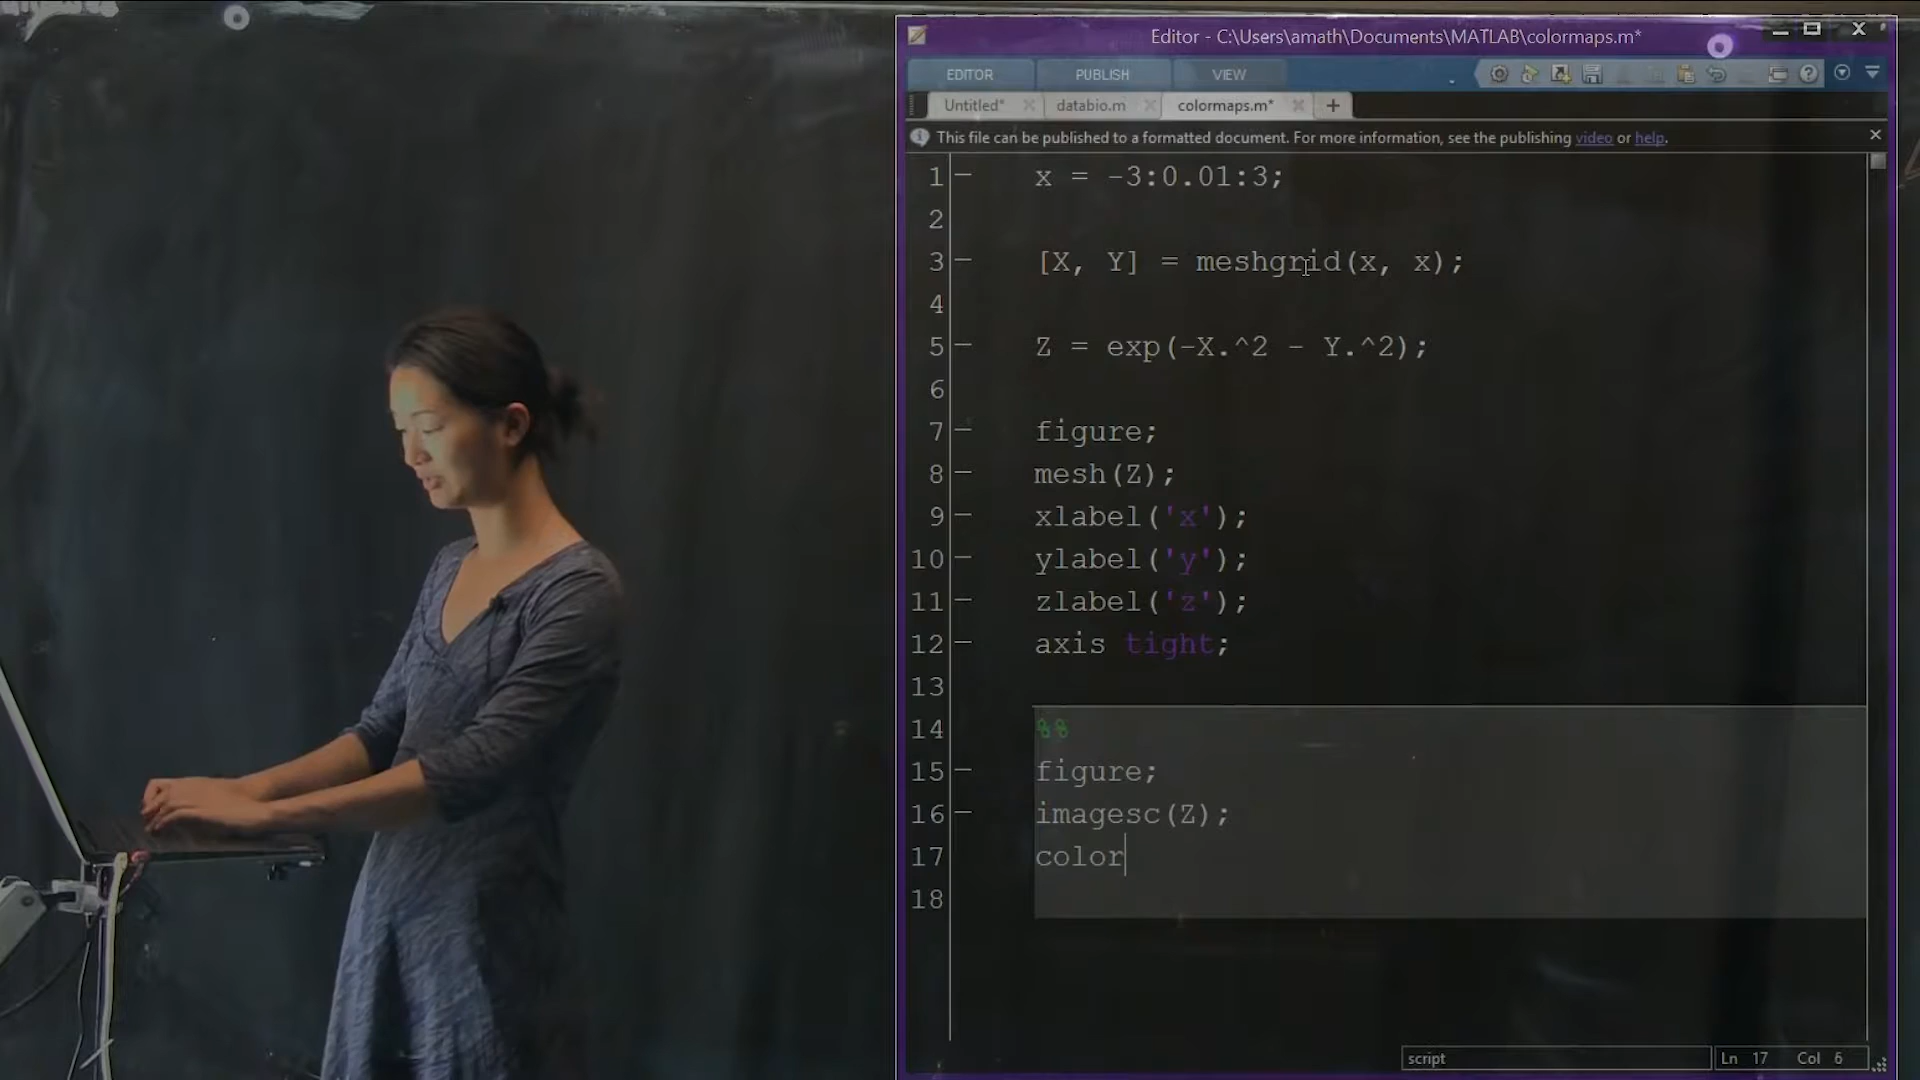 Editor - C:\Users\amath\Documents\MATLAB\colormaps.m*
EDITOR PUBLISH VIEW
Untitled* databio.m colormaps.m*
This file can be published to a formatted document. For more information, see the publishing video or help.
1 x = -3:0.01:3;
2
3 [X, Y] = meshgrid(x, x);
4
5 Z = exp(-X.^2 - Y.^2);
6
7 figure;
8 mesh(Z);
9 xlabel('x');
10 ylabel('y');
11 zlabel('z');
12 axis tight;
13
14 %%
15 figure;
16 imagesc(Z);
17 color
18
script Ln 17 Col 6